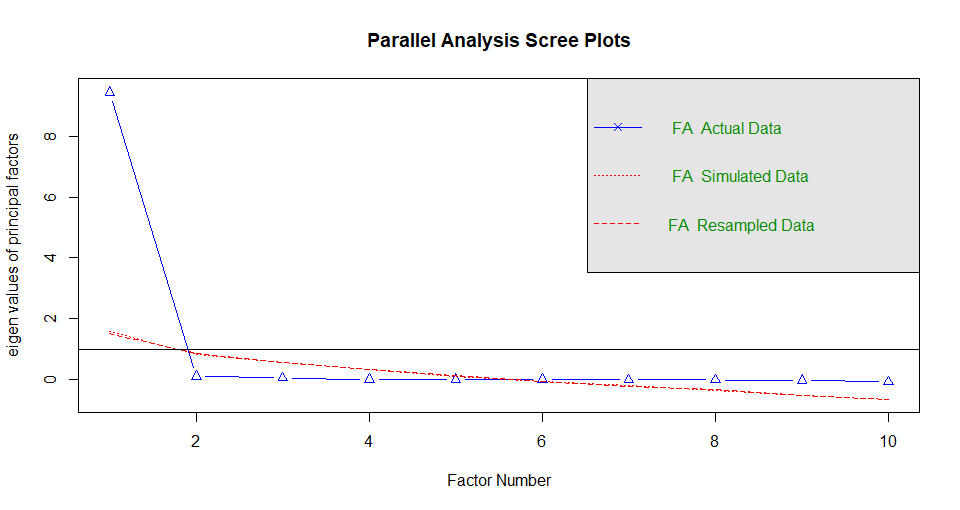 Parallel Analysis Scree Plots
eigen values of principal factors
8
6
4
2
0
FA Actual Data
FA Simulated Data
FA Resampled Data
2 4 6 8 10
Factor Number